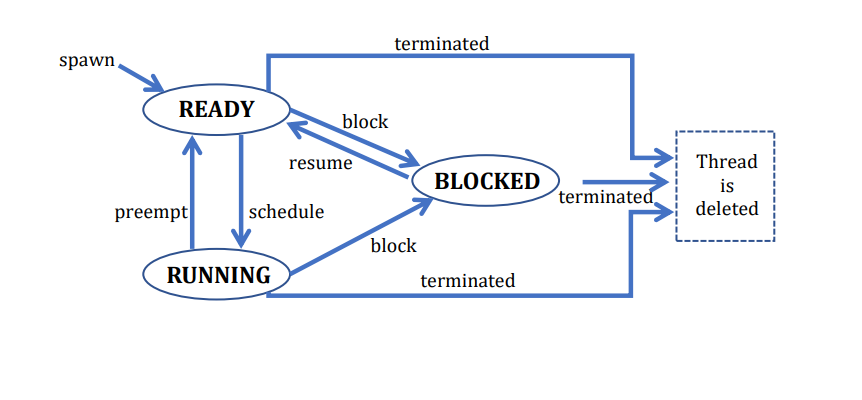 terminated
spawn
READY
block
resume
BLOCKED
terminated
Thread
is
deleted
preempt
schedule
block
RUNNING
terminated